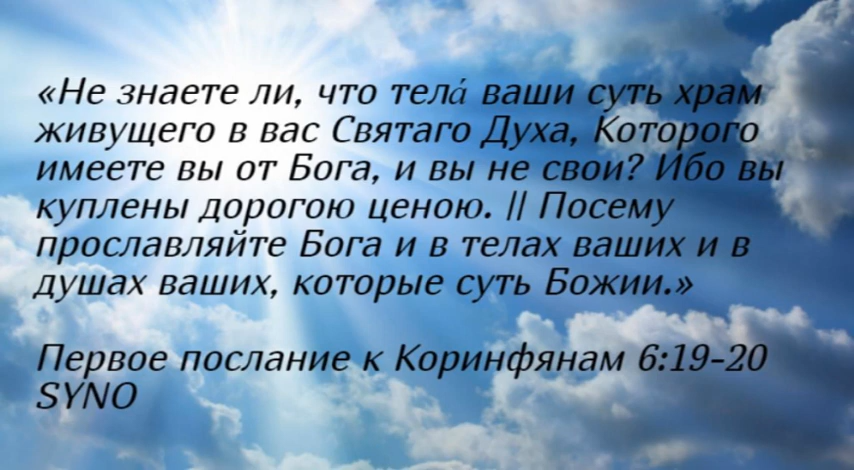 «Не знаете ли, что телá ваши суть храм
живущего в вас Святаго Духа, Которого
имеете вы от Бога, и вы не свои? Ибо вы
куплены дорогою ценою. || Посему
прославляйте Бога и в телах ваших и в
душах ваших, которые суть Божии.»
Первое послание к Коринфянам 6:19-20
SYNO